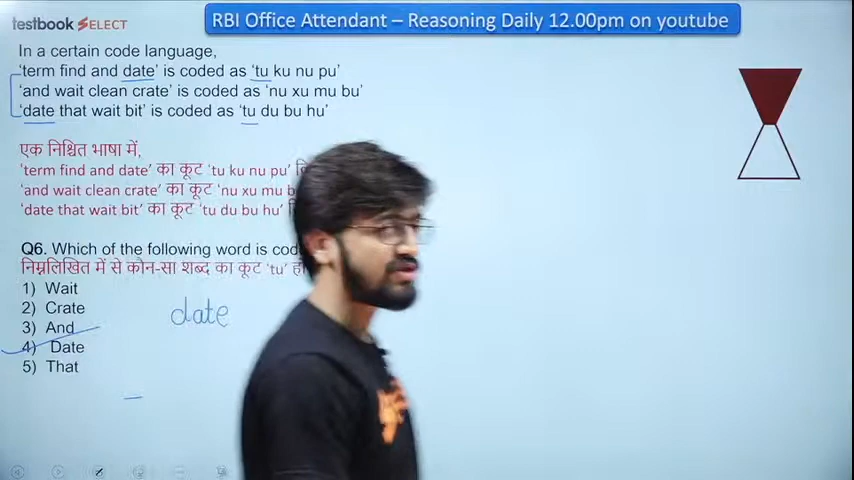 testbook SELECT
RBI Office Attendant – Reasoning Daily 12.00pm on youtube
In a certain code language,
'term find and date' is coded as 'tu ku nu pu'
'and wait clean crate' is coded as 'nu xu mu bu'
'date that wait bit' is coded as 'tu du bu hu'
एक निश्चित भाषा में,
'term find and date' का कूट 'tu ku nu pu'
'and wait clean crate' का कूट 'nu xu mu
'date that wait bit' का कूट 'tu du bu hu'
Q6. Which of the following word is
निम्नलिखित में से कोन-सा शब्द का कूट 'tu'
1) Wait
2) Crate
3) And
4) Date
5) That
date